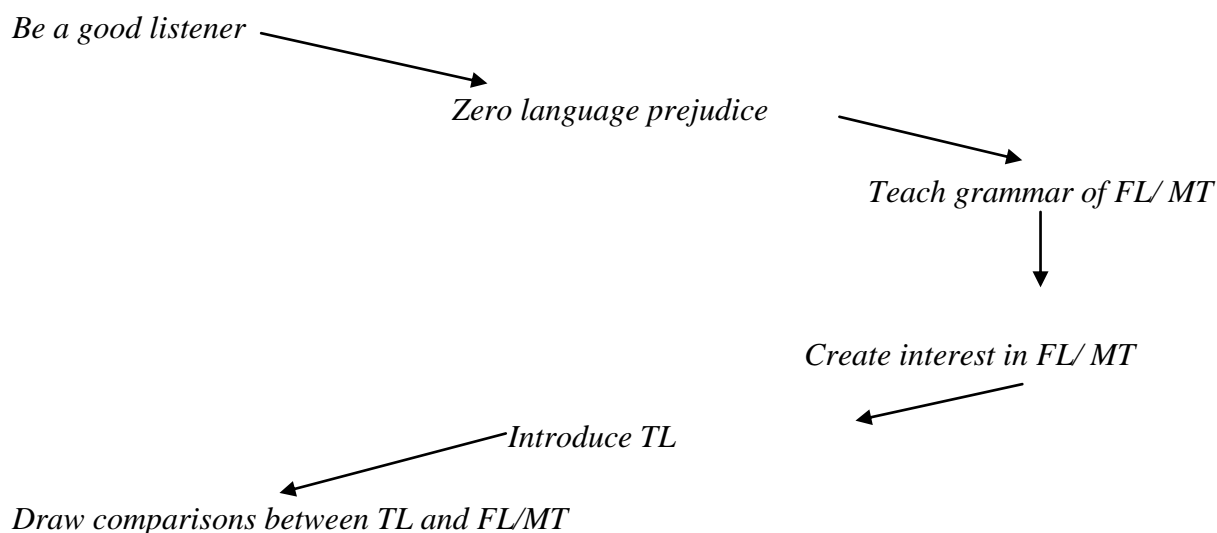 Be a good listener
Zero language prejudice
Teach grammar of FL/ MT
Create interest in FL/ MT
Introduce TL
Draw comparisons between TL and FL/MT